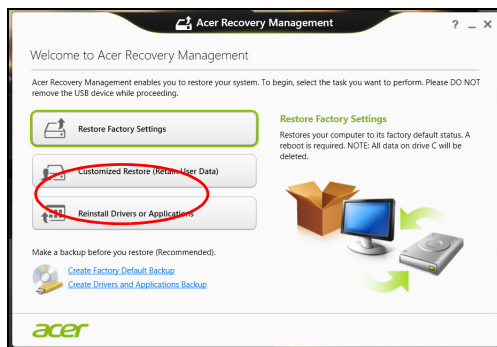 Acer Recovery Management
Welcome to Acer Recovery Management
Acer Recovery Management enables you to restore your system. To begin, select the task you want to perform. Please DO NOT
remove the USB device while proceeding.
Restore Factory Settings
Customized Restore (Retain User Data)
Reinstall Drivers or Applications
Restore Factory Settings
Restores your computer to its factory default status. A
reboot is required. NOTE: All data on drive C will be
deleted.
Make a backup before you restore (Recommended).
Create Factory Default Backup
Create Drivers and Applications Backup
acer